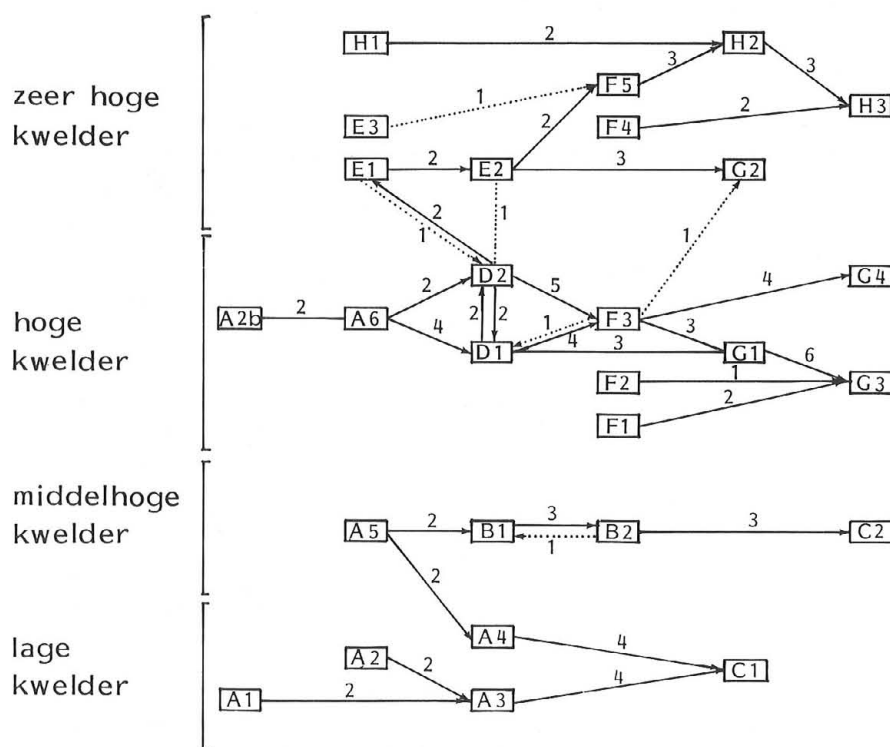 H1 2 H2
zeer hoge
kwelder
1 F5 3 3
E3 2 F4 2 H3
E1 2 E2 3 G2
2 1 1 1
hoge
kwelder
2 D2 5 4 G4
A2b 2 A6 2 2 1 F3
4 D1 4 3 3 G1 6
F2 1 G3
F1 2
middelhoge
kwelder
A5 2 B1 3 B2 3 C2
1
2
lage
kwelder
A4 4
A2 2 C1
A1 2 A3 4